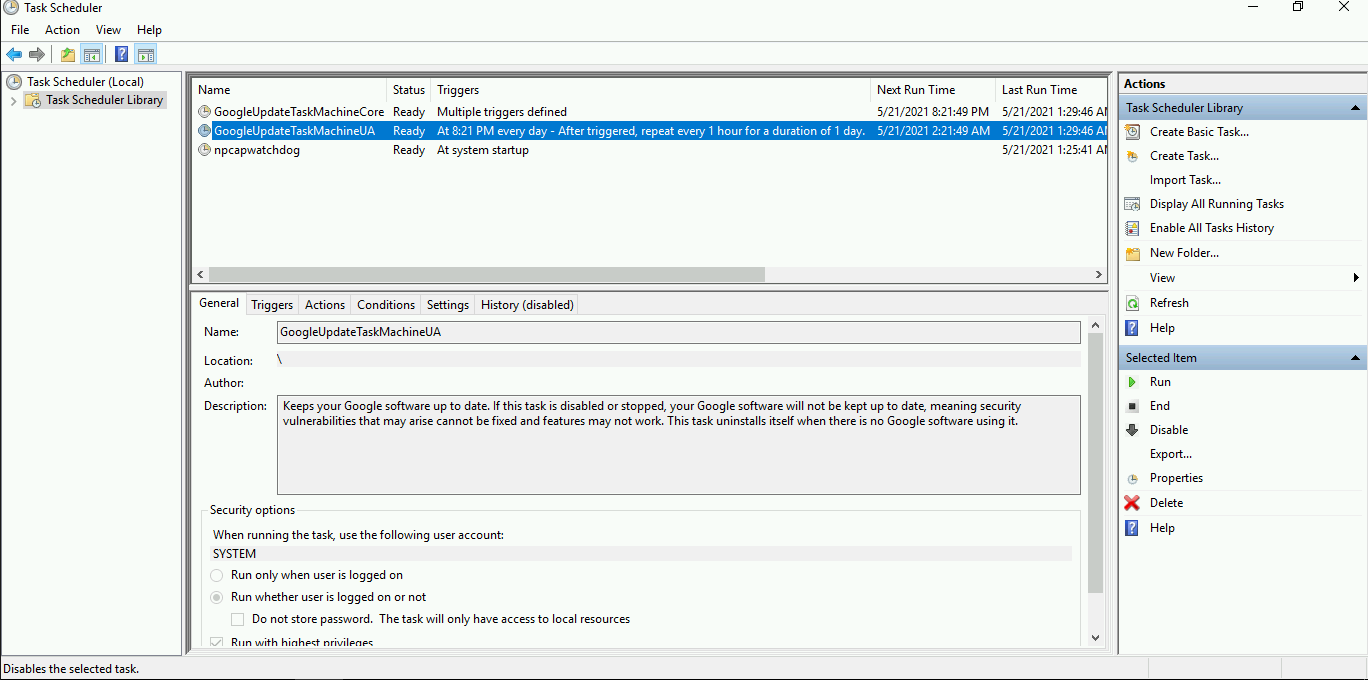 Task Scheduler
File Action View Help
Task Scheduler (Local)
Task Scheduler Library
Name Status Triggers Next Run Time Last Run Time
GoogleUpdateTaskMachineCore Ready Multiple triggers defined 5/21/2021 8:21:49 PM 5/21/2021 1:29:46 AM
GoogleUpdateTaskMachineUA Ready At 8:21 PM every day - After triggered, repeat every 1 hour for a duration of 1 day. 5/21/2021 2:21:49 AM 5/21/2021 1:29:46 AM
npcapwatchdog Ready At system startup 5/21/2021 1:25:41 AM
General Triggers Actions Conditions Settings History (disabled)
Name: GoogleUpdateTaskMachineUA
Location: \
Author:
Description: Keeps your Google software up to date. If this task is disabled or stopped, your Google software will not be kept up to date, meaning security
vulnerabilities that may arise cannot be fixed and features may not work. This task uninstalls itself when there is no Google software using it.
Security options
When running the task, use the following user account:
SYSTEM
Run only when user is logged on
Run whether user is logged on or not
Do not store password. The task will only have access to local resources
Run with highest privileges
Actions
Task Scheduler Library
Create Basic Task...
Create Task...
Import Task...
Display All Running Tasks
Enable All Tasks History
New Folder...
View
Refresh
Help
Selected Item
Run
End
Disable
Export...
Properties
Delete
Help
Disables the selected task.